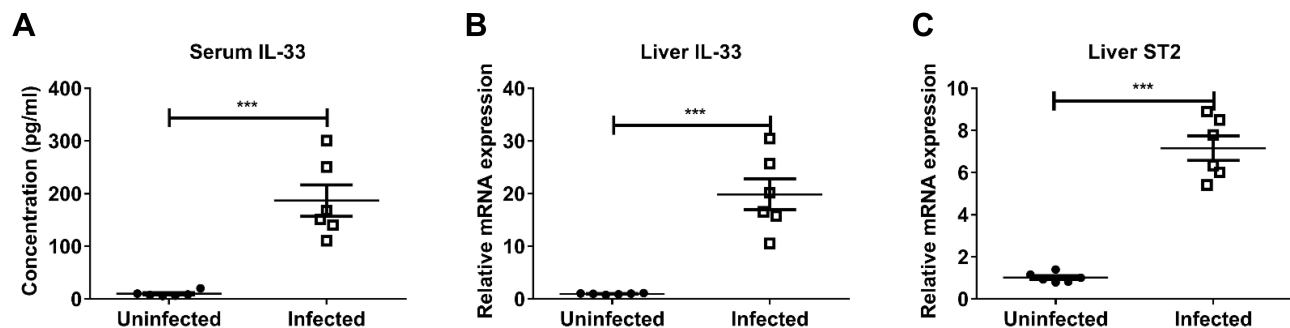 A
Serum IL-33
Concentration (pg/ml)
400
300
200
100
0
***
Uninfected
Infected
B
Liver IL-33
Relative mRNA expression
40
30
20
10
0
***
Uninfected
Infected
C
Liver ST2
Relative mRNA expression
10
8
6
4
2
0
***
Uninfected
Infected